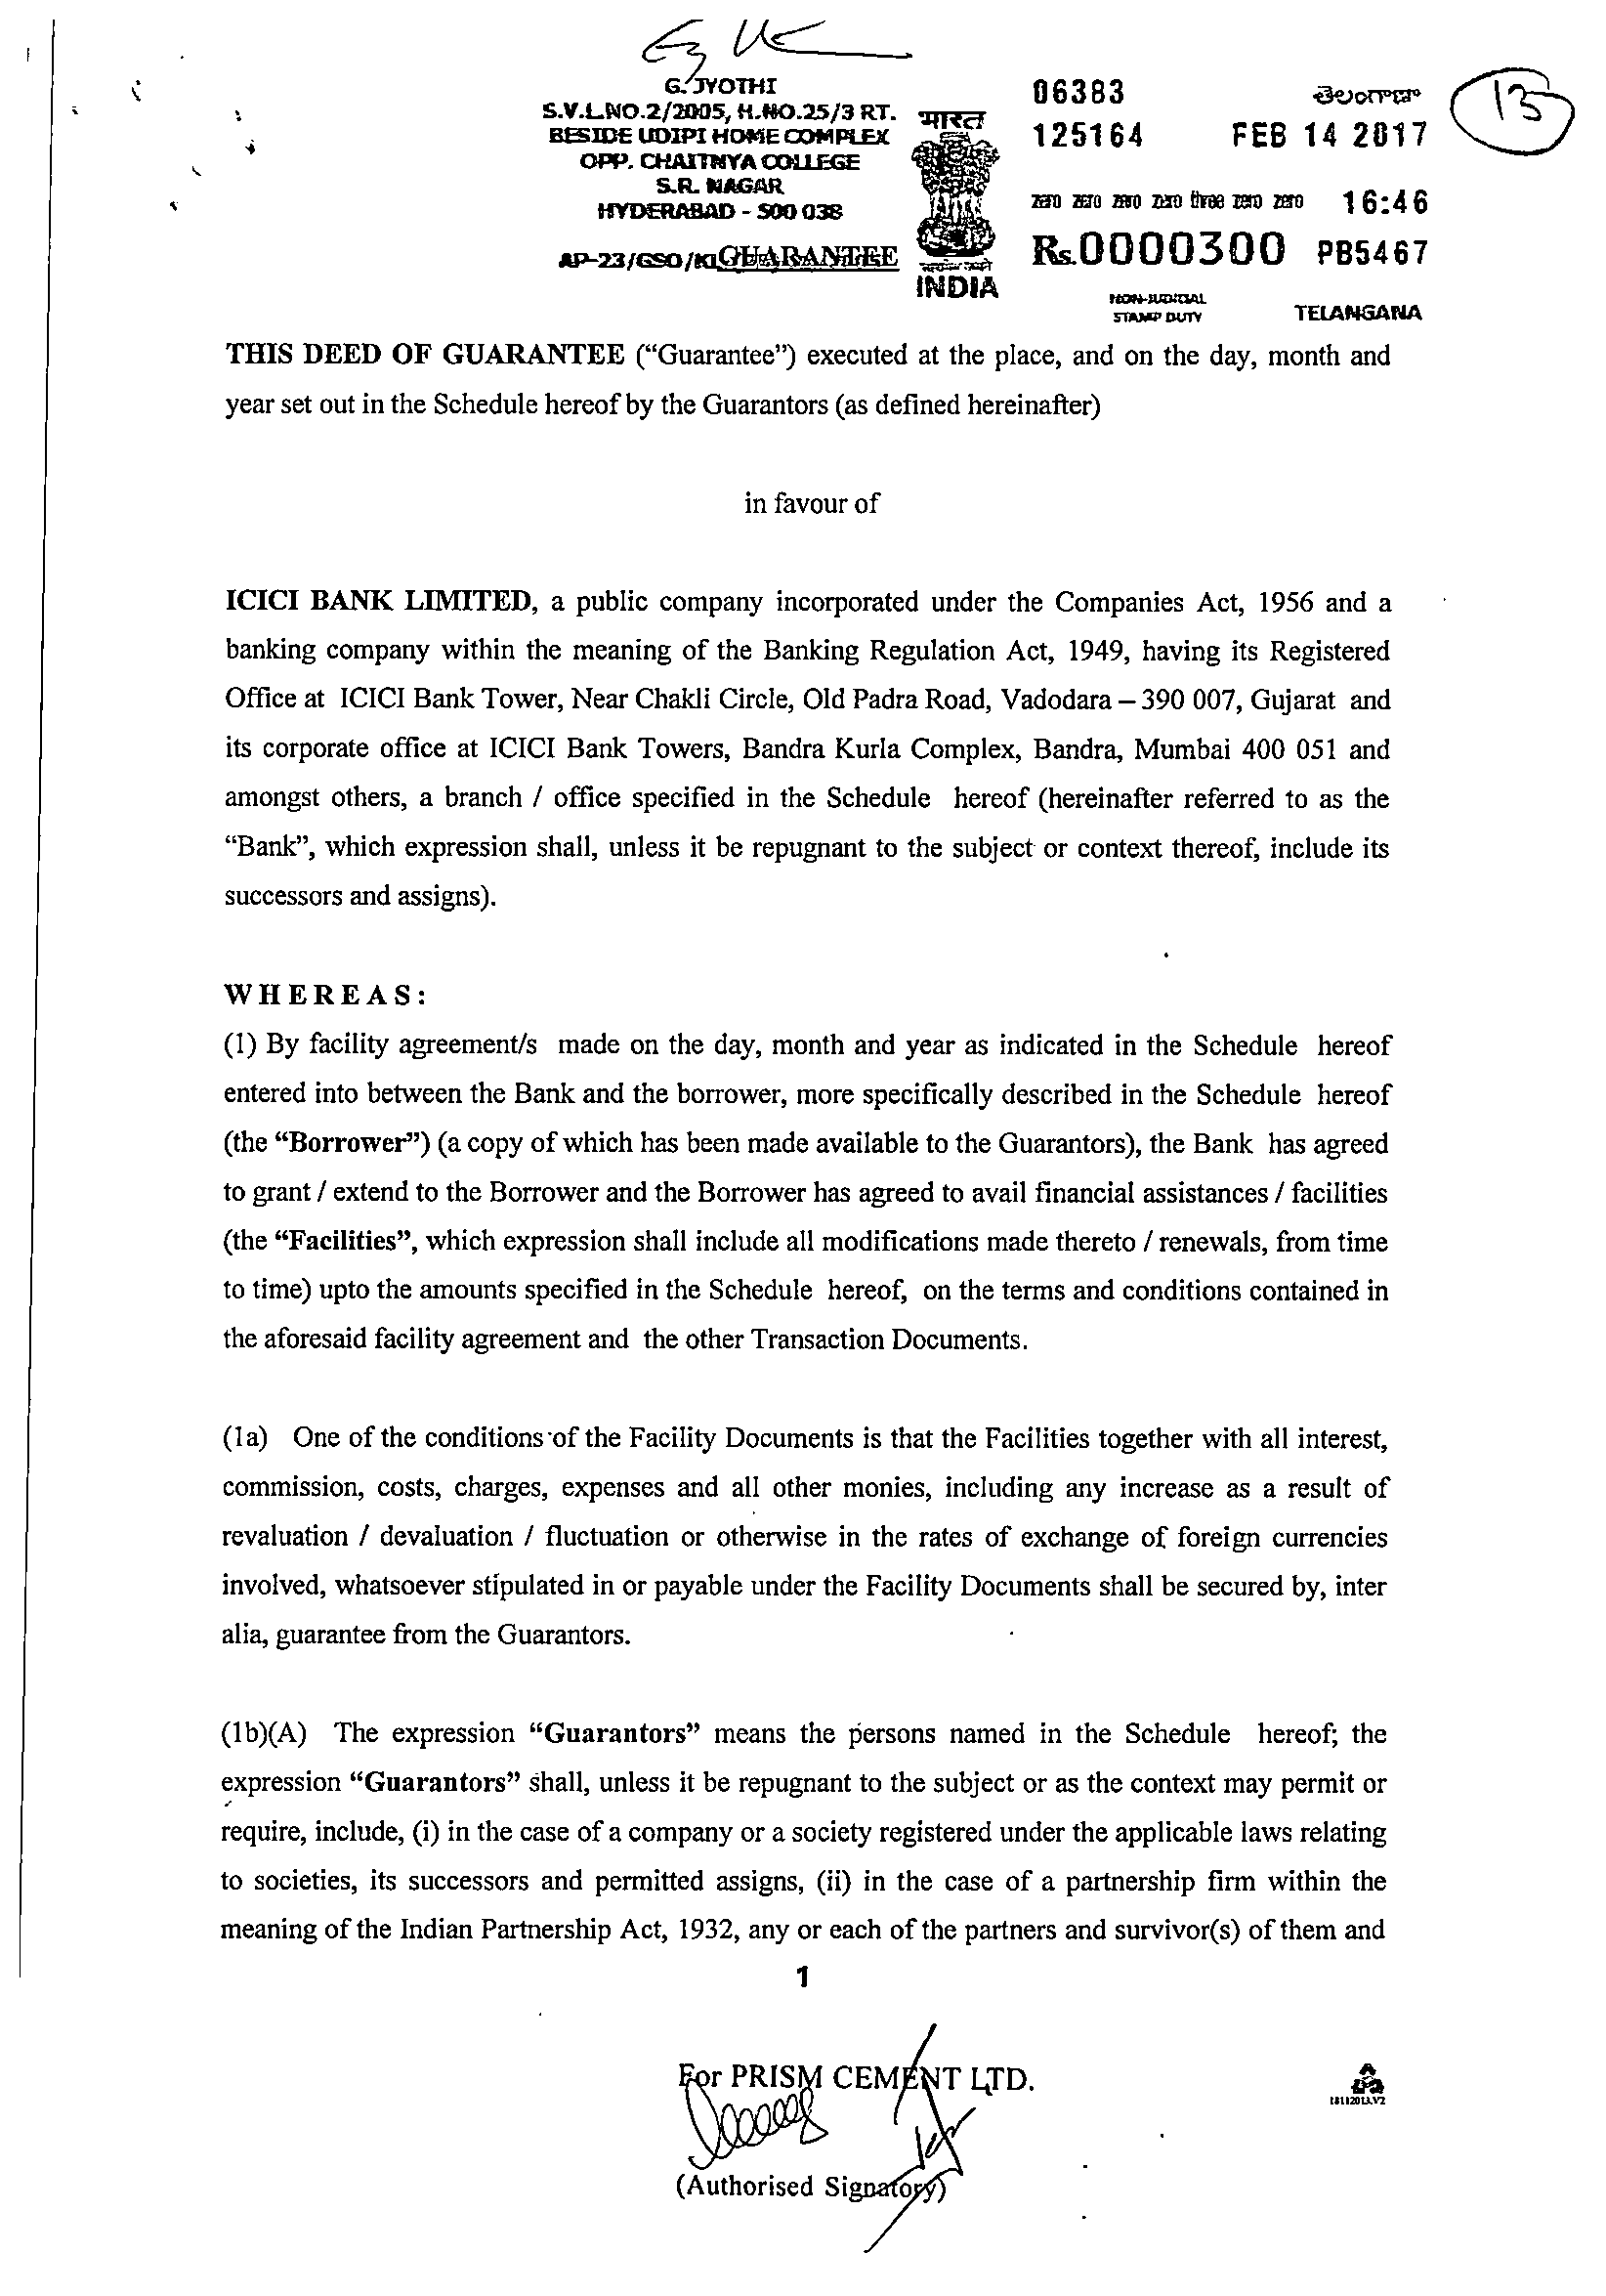 G. JYOTHI
S.V.L.NO.2/2005, H.NO.25/3 RT.
BESIDE UDIPI HOME COMPLEX
OPP. CHAITNYA COLLEGE
S.R. NAGAR
HYDERABAD - 500 038
AP-23/GSO/KI GUARANTEE
भारत
INDIA
06383
తెలంగాణా
13
125164 FEB 14 2017
zero zero zero zero three zero zero 16:46
Rs.0000300 PB5467
NON-JUDICIAL
STAMP DUTY
TELANGANA
THIS DEED OF GUARANTEE (“Guarantee”) executed at the place, and on the day, month and
year set out in the Schedule hereof by the Guarantors (as defined hereinafter)
in favour of
ICICI BANK LIMITED, a public company incorporated under the Companies Act, 1956 and a
banking company within the meaning of the Banking Regulation Act, 1949, having its Registered
Office at ICICI Bank Tower, Near Chakli Circle, Old Padra Road, Vadodara – 390 007, Gujarat and
its corporate office at ICICI Bank Towers, Bandra Kurla Complex, Bandra, Mumbai 400 051 and
amongst others, a branch / office specified in the Schedule hereof (hereinafter referred to as the
“Bank”, which expression shall, unless it be repugnant to the subject or context thereof, include its
successors and assigns).
WHEREAS:
(1) By facility agreement/s made on the day, month and year as indicated in the Schedule hereof
entered into between the Bank and the borrower, more specifically described in the Schedule hereof
(the “Borrower”) (a copy of which has been made available to the Guarantors), the Bank has agreed
to grant / extend to the Borrower and the Borrower has agreed to avail financial assistances / facilities
(the “Facilities”, which expression shall include all modifications made thereto / renewals, from time
to time) upto the amounts specified in the Schedule hereof, on the terms and conditions contained in
the aforesaid facility agreement and the other Transaction Documents.
(1a) One of the conditions of the Facility Documents is that the Facilities together with all interest,
commission, costs, charges, expenses and all other monies, including any increase as a result of
revaluation / devaluation / fluctuation or otherwise in the rates of exchange of foreign currencies
involved, whatsoever stipulated in or payable under the Facility Documents shall be secured by, inter
alia, guarantee from the Guarantors.
(1b)(A) The expression “Guarantors” means the persons named in the Schedule hereof; the
expression “Guarantors” shall, unless it be repugnant to the subject or as the context may permit or
require, include, (i) in the case of a company or a society registered under the applicable laws relating
to societies, its successors and permitted assigns, (ii) in the case of a partnership firm within the
meaning of the Indian Partnership Act, 1932, any or each of the partners and survivor(s) of them and
1
For PRISM CEMENT LTD.
(Authorised Signatory)
18112013.V2